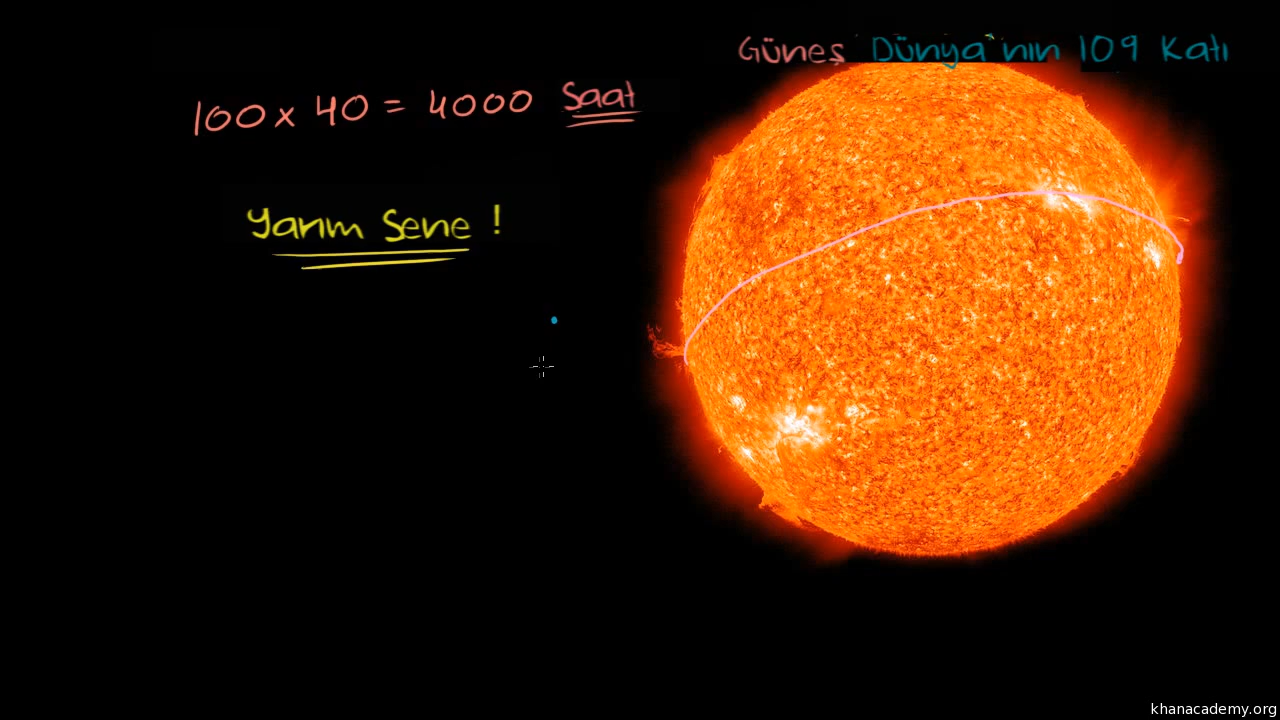 Güneş Dünya'nın 109 Katı
100 x 40 = 4000 Saat
Yarım Sene !
khanacademy.org